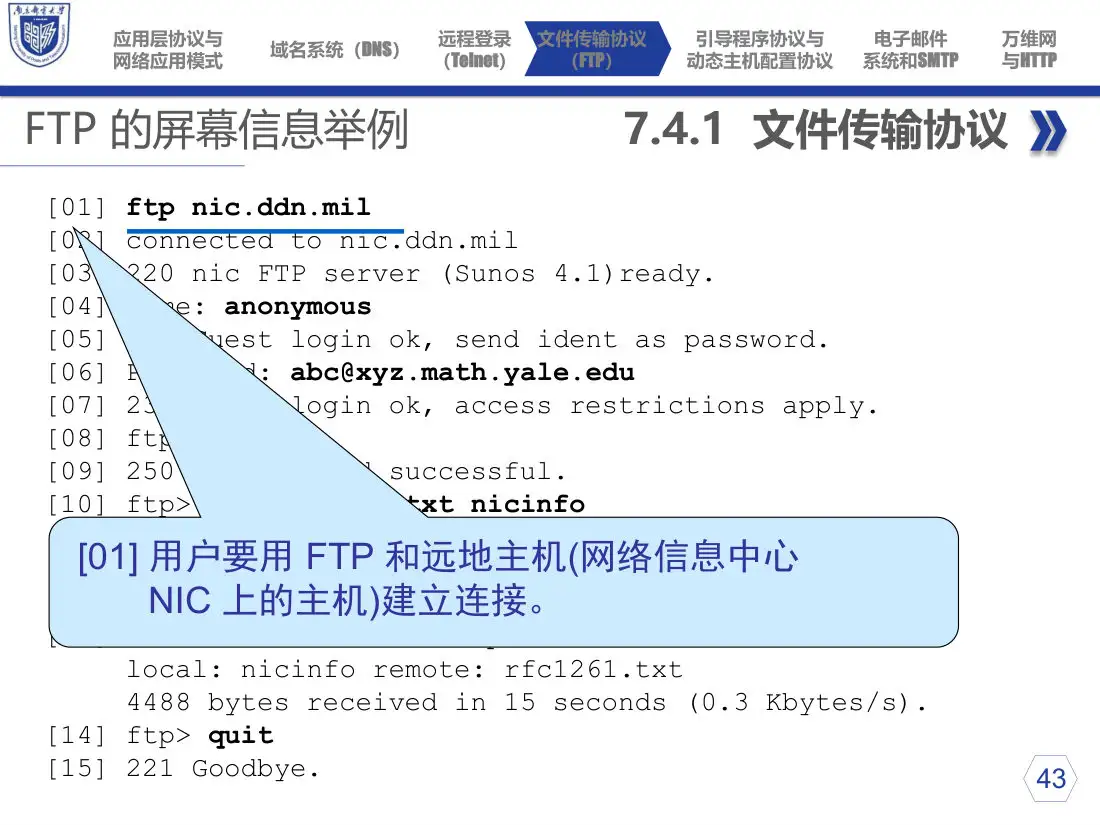 南京邮电大学
应用层协议与
网络应用模式
域名系统（DNS）
远程登录
（Telnet）
文件传输协议
（FTP）
引导程序协议与
动态主机配置协议
电子邮件
系统和SMTP
万维网
与HTTP
FTP 的屏幕信息举例
7.4.1 文件传输协议
[01] ftp nic.ddn.mil
[02] connected to nic.ddn.mil
[03] 220 nic FTP server (Sunos 4.1)ready.
[04] me: anonymous
[05] uest login ok, send ident as password.
[06] abc@xyz.math.yale.edu
[07] login ok, access restrictions apply.
[08] ftp
[09] 250 successful.
[10] ftp> txt nicinfo
[01] 用户要用 FTP 和远地主机(网络信息中心
NIC 上的主机)建立连接。
local: nicinfo remote: rfc1261.txt
4488 bytes received in 15 seconds (0.3 Kbytes/s).
[14] ftp> quit
[15] 221 Goodbye.
43